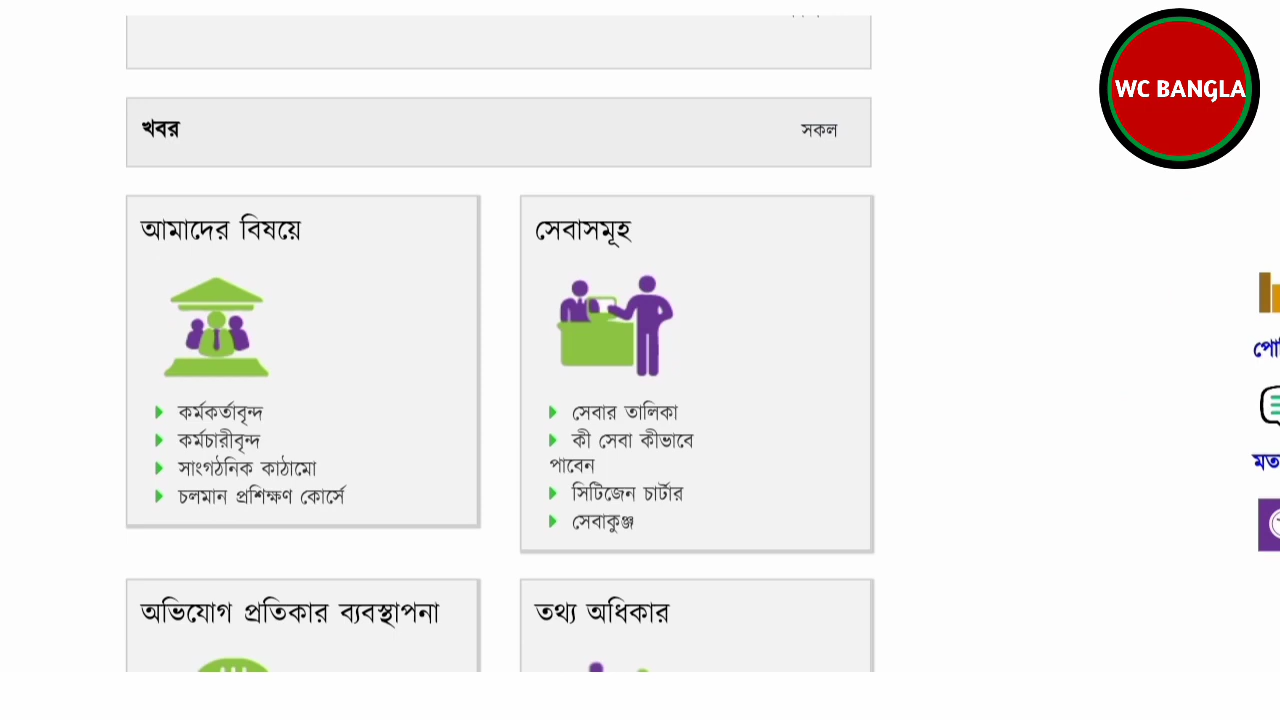 WC BANGLA
খবর
সকল
আমাদের বিষয়ে
কর্মকর্তাবৃন্দ
কর্মচারীবৃন্দ
সাংগঠনিক কাঠামো
চলমান প্রশিক্ষণ কোর্সে
সেবাসমূহ
সেবার তালিকা
কী সেবা কীভাবে
পাবেন
সিটিজেন চার্টার
সেবাকুঞ্জ
অভিযোগ প্রতিকার ব্যবস্থাপনা
তথ্য অধিকার